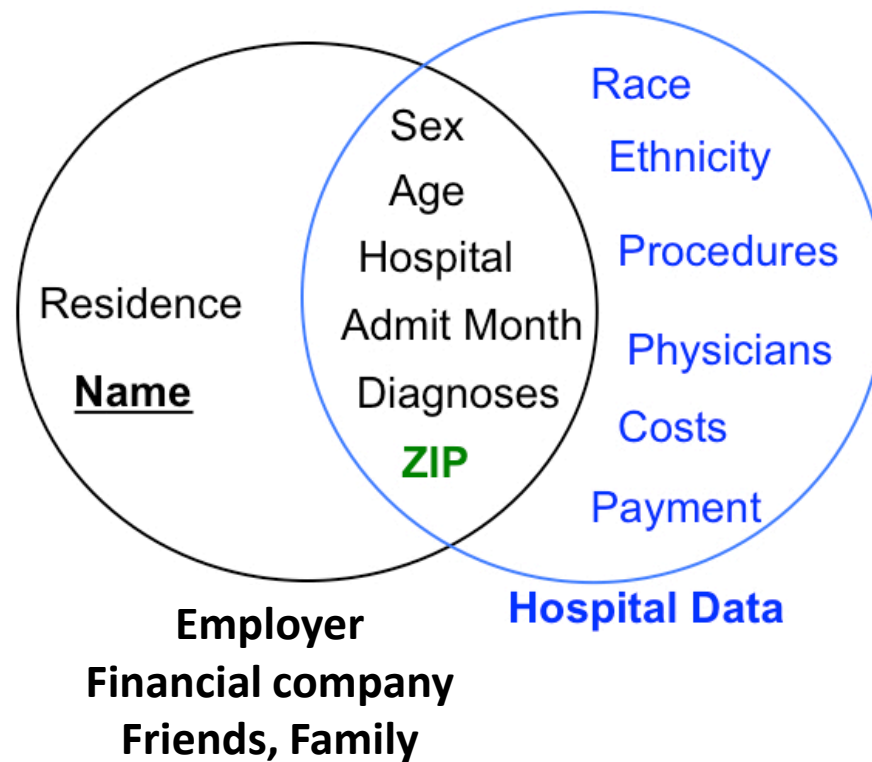 Residence
Name
Sex
Age
Hospital
Admit Month
Diagnoses
ZIP
Race
Ethnicity
Procedures
Physicians
Costs
Payment
Employer
Financial company
Friends, Family
Hospital Data